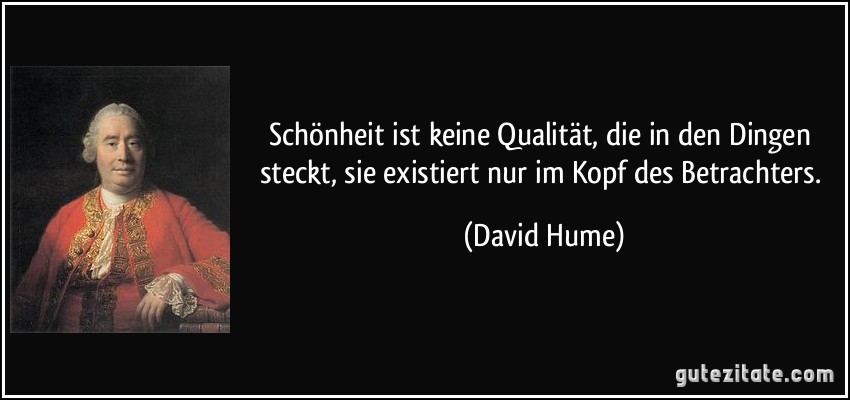 Schönheit ist keine Qualität, die in den Dingen
steckt, sie existiert nur im Kopf des Betrachters.
(David Hume)
gutezitate.com